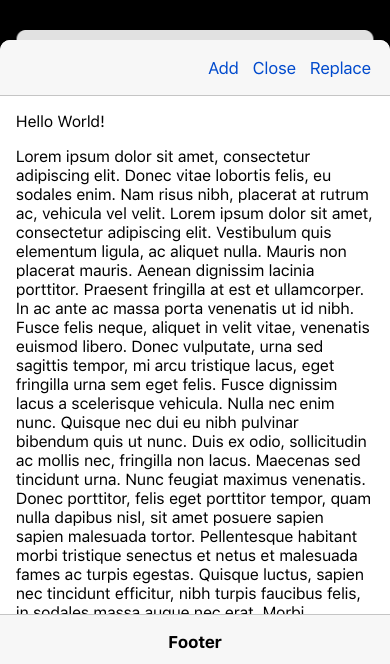 Add Close Replace
Hello World!
Lorem ipsum dolor sit amet, consectetur
adipiscing elit. Donec vitae lobortis felis, eu
sodales enim. Nam risus nibh, placerat at rutrum
ac, vehicula vel velit. Lorem ipsum dolor sit amet,
consectetur adipiscing elit. Vestibulum quis
elementum ligula, ac aliquet nulla. Mauris non
placerat mauris. Aenean dignissim lacinia
porttitor. Praesent fringilla at est et ullamcorper.
In ac ante ac massa porta venenatis ut id nibh.
Fusce felis neque, aliquet in velit vitae, venenatis
euismod libero. Donec vulputate, urna sed
sagittis tempor, mi arcu tristique lacus, eget
fringilla urna sem eget felis. Fusce dignissim
lacus a scelerisque vehicula. Nulla nec enim
nunc. Quisque nec dui eu nibh pulvinar
bibendum quis ut nunc. Duis ex odio, sollicitudin
ac mollis nec, fringilla non lacus. Maecenas sed
tincidunt urna. Nunc feugiat maximus venenatis.
Donec porttitor, felis eget porttitor tempor, quam
nulla dapibus nisl, sit amet posuere sapien
sapien malesuada tortor. Pellentesque habitant
morbi tristique senectus et netus et malesuada
fames ac turpis egestas. Quisque luctus, sapien
nec tincidunt efficitur, nibh turpis faucibus felis,
in sodales massa augue nec erat. Morbi
Footer